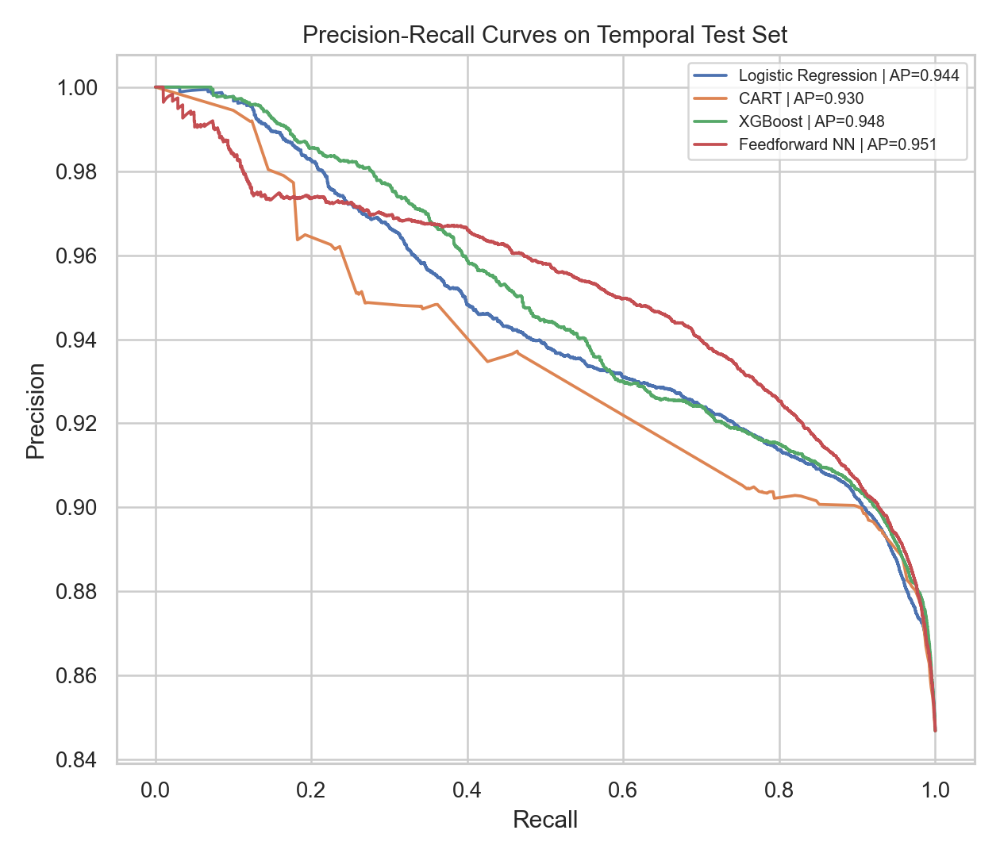 Precision-Recall Curves on Temporal Test Set
Logistic Regression | AP=0.944
CART | AP=0.930
XGBoost | AP=0.948
Feedforward NN | AP=0.951
Precision
1.00
0.98
0.96
0.94
0.92
0.90
0.88
0.86
0.84
0.0 0.2 0.4 0.6 0.8 1.0
Recall